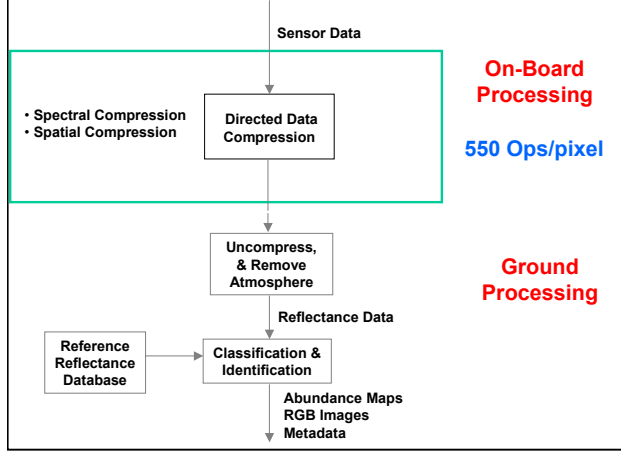 Sensor Data
On-Board
Processing
• Spectral Compression
• Spatial Compression
Directed Data
Compression
550 Ops/pixel
Uncompress,
& Remove
Atmosphere
Ground
Processing
Reflectance Data
Reference
Reflectance
Database
Classification &
Identification
Abundance Maps
RGB Images
Metadata